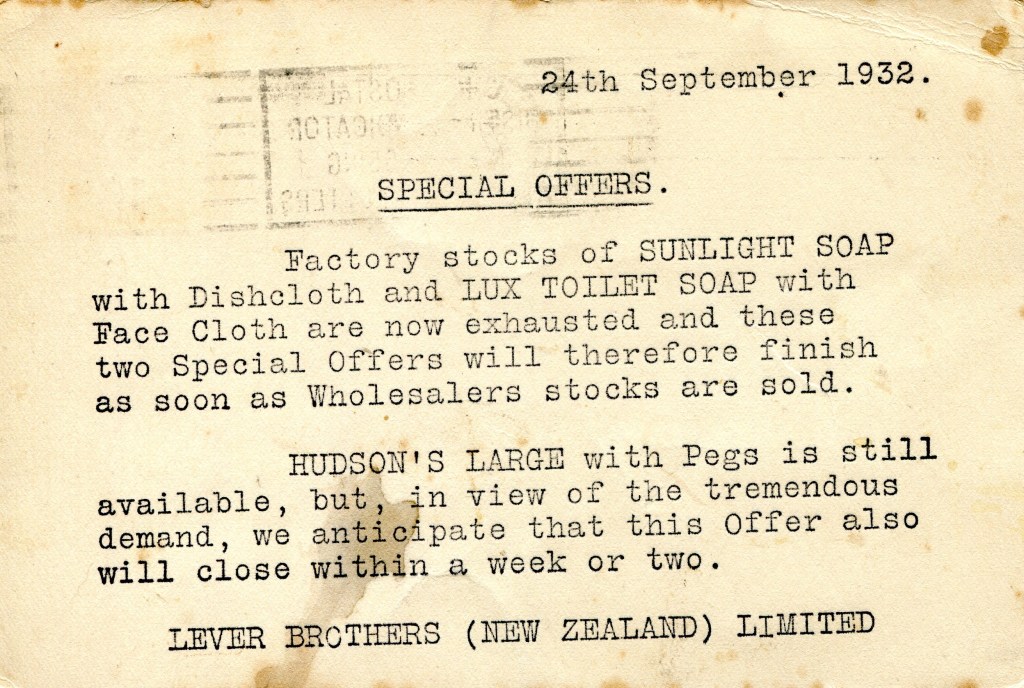 24th September 1932.
SPECIAL OFFERS.
Factory stocks of SUNLIGHT SOAP
with Dishcloth and LUX TOILET SOAP with
Face Cloth are now exhausted and these
two Special Offers will therefore finish
as soon as Wholesalers stocks are sold.
HUDSON'S LARGE with Pegs is still
available, but, in view of the tremendous
demand, we anticipate that this Offer also
will close within a week or two.
LEVER BROTHERS (NEW ZEALAND) LIMITED